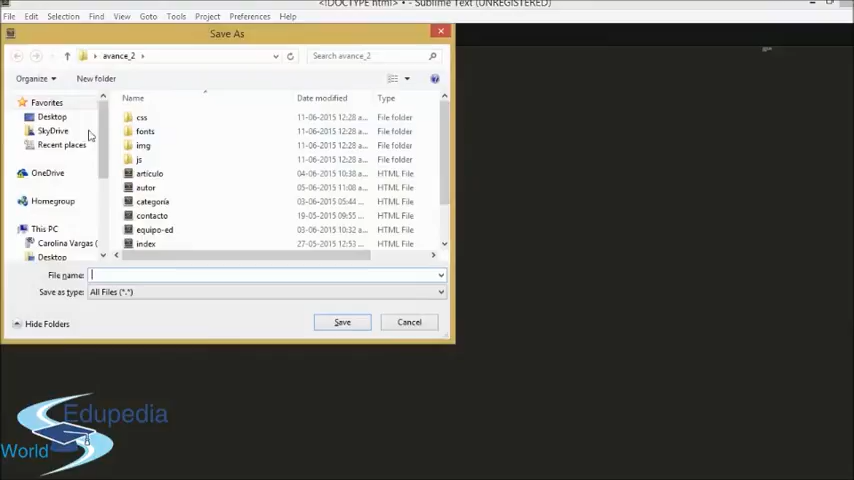 <!DOCTYPE html> • - Sublime Text (UNREGISTERED)
File Edit Selection Find View Goto Tools Project Preferences Help
Save As
avance_2 Search avance_2
Organize New folder
Name Date modified Type
Favorites
Desktop
SkyDrive
Recent places
OneDrive
Homegroup
This PC
Carolina Vargas (
Desktop
css 11-06-2015 12:28 a... File folder
fonts 11-06-2015 12:28 a... File folder
img 11-06-2015 12:28 a... File folder
js 11-06-2015 12:28 a... File folder
artículo 04-06-2015 10:38 ... HTML File
autor 05-06-2015 11:08 ... HTML File
categoría 03-06-2015 05:44 ... HTML File
contacto 19-05-2015 09:55 ... HTML File
equipo-ed 03-06-2015 10:32 ... HTML File
index 27-05-2015 12:53 ... HTML File
File name:
Save as type: All Files (*.*)
Hide Folders Save Cancel
Edupedia
World